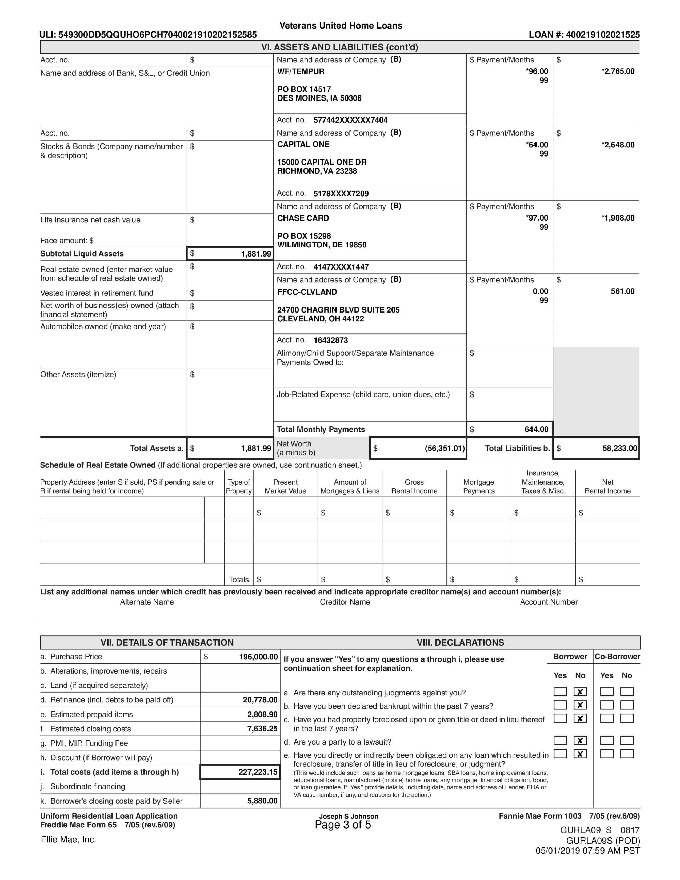 Veterans United Home Loans
ULI: 549300DD5QQUHO6PCH7040021910202152585 LOAN #: 400219102021525
VI. ASSETS AND LIABILITIES (cont'd)
Acct. no. $
Name and address of Bank, S&L, or Credit Union
Acct. no. $
Stocks & Bonds (Company name/number & description) $
Life insurance net cash value $
Face amount: $
Subtotal Liquid Assets $ 1,881.99
Real estate owned (enter market value from schedule of real estate owned) $
Vested interest in retirement fund $
Net worth of business(es) owned (attach financial statement) $
Automobiles owned (make and year) $
Other Assets (itemize) $
Total Assets a. $ 1,881.99
Name and address of Company (B) $ Payment/Months $
WF/TEMPUR *96.00 *2,765.00
99
PO BOX 14517
DES MOINES, IA 50306
Acct. no. 577442XXXXXX7404
Name and address of Company (B) $ Payment/Months $
CAPITAL ONE *64.00 *2,648.00
99
15000 CAPITAL ONE DR
RICHMOND, VA 23238
Acct. no. 5178XXXX7209
Name and address of Company (B) $ Payment/Months $
CHASE CARD *97.00 *1,908.00
99
PO BOX 15298
WILMINGTON, DE 19850
Acct. no. 4147XXXX1447
Name and address of Company (B) $ Payment/Months $
FFCC-CLVLAND 0.00 561.00
99
24700 CHAGRIN BLVD SUITE 205
CLEVELAND, OH 44122
Acct. no. 16432873
Alimony/Child Support/Separate Maintenance $
Payments Owed to:
Job-Related Expense (child care, union dues, etc.) $
Total Monthly Payments $ 644.00
Net Worth (a minus b) $ (56,351.01) Total Liabilities b. $ 58,233.00
Schedule of Real Estate Owned (If additional properties are owned, use continuation sheet.)
Property Address (enter S if sold, PS if pending sale or R if rental being held for income) Type of Property Present Market Value Amount of Mortgages & Liens Gross Rental Income Mortgage Payments Insurance, Maintenance, Taxes & Misc. Net Rental Income
$ $ $ $ $ $
Totals $ $ $ $ $ $
List any additional names under which credit has previously been received and indicate appropriate creditor name(s) and account number(s):
Alternate Name Creditor Name Account Number
VII. DETAILS OF TRANSACTION
a. Purchase Price $ 196,000.00
b. Alterations, improvements, repairs
c. Land (if acquired separately)
d. Refinance (incl. debts to be paid off) 20,778.00
e. Estimated prepaid items 2,808.90
f. Estimated closing costs 7,636.25
g. PMI, MIP, Funding Fee
h. Discount (if Borrower will pay)
i. Total costs (add items a through h) 227,223.15
j. Subordinate financing
k. Borrower's closing costs paid by Seller 5,880.00
VIII. DECLARATIONS
If you answer "Yes" to any questions a through i, please use Borrower Co-Borrower
continuation sheet for explanation. Yes No Yes No
a. Are there any outstanding judgments against you? X
b. Have you been declared bankrupt within the past 7 years? X
c. Have you had property foreclosed upon or given title or deed in lieu thereof X
in the last 7 years?
d. Are you a party to a lawsuit? X
e. Have you directly or indirectly been obligated on any loan which resulted in X
foreclosure, transfer of title in lieu of foreclosure, or judgment?
(This would include such loans as home mortgage loans, SBA loans, home improvement loans,
educational loans, manufactured (mobile) home loans, any mortgage, financial obligation, bond,
or loan guarantee. If "Yes" provide details, including date, name and address of Lender, FHA or
VA case number, if any, and reasons for the action.)
Uniform Residential Loan Application
Freddie Mac Form 65 7/05 (rev.6/09)
Joseph S Johnson
Page 3 of 5
Fannie Mae Form 1003 7/05 (rev.6/09)
Ellie Mae, Inc.
GURLA09_S 0817
GURLA09S (POD)
05/01/2019 07:59 AM PST